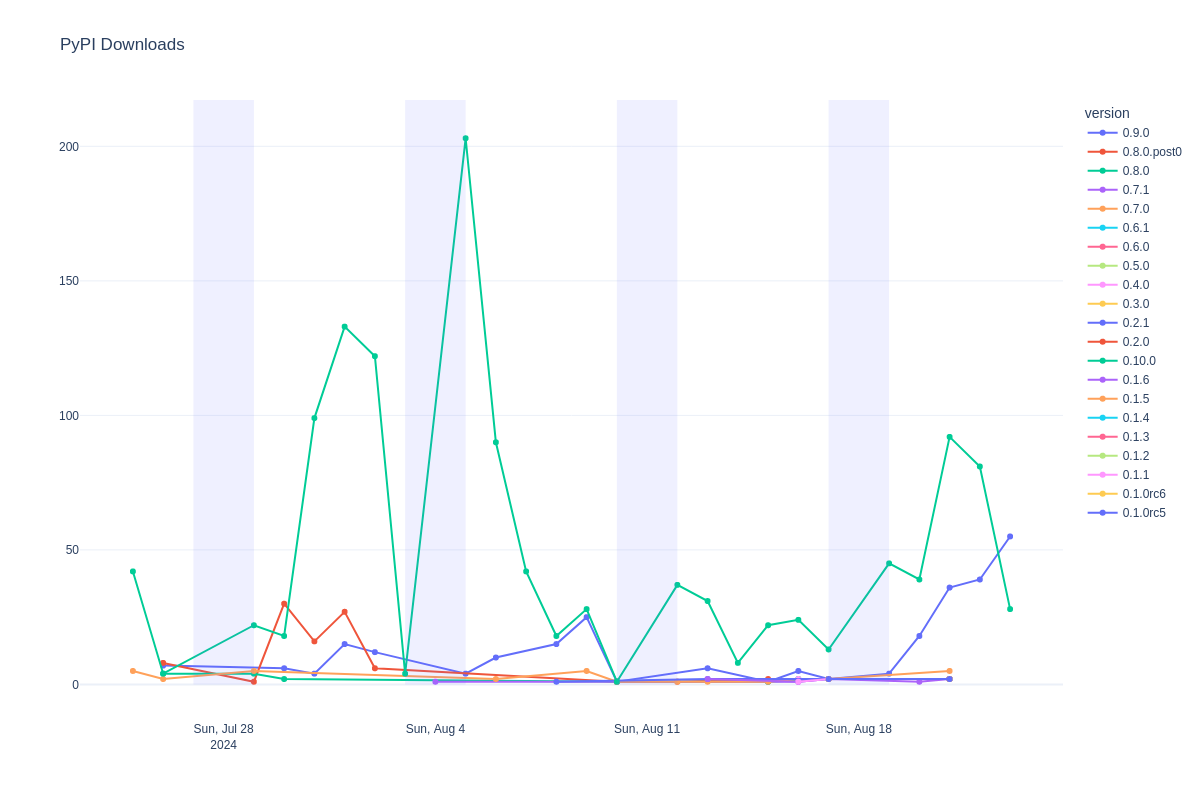 PyPI Downloads
200
150
100
50
0
Sun, Jul 28
2024
Sun, Aug 4
Sun, Aug 11
Sun, Aug 18
version
0.9.0
0.8.0.post0
0.8.0
0.7.1
0.7.0
0.6.1
0.6.0
0.5.0
0.4.0
0.3.0
0.2.1
0.2.0
0.10.0
0.1.6
0.1.5
0.1.4
0.1.3
0.1.2
0.1.1
0.1.0rc6
0.1.0rc5